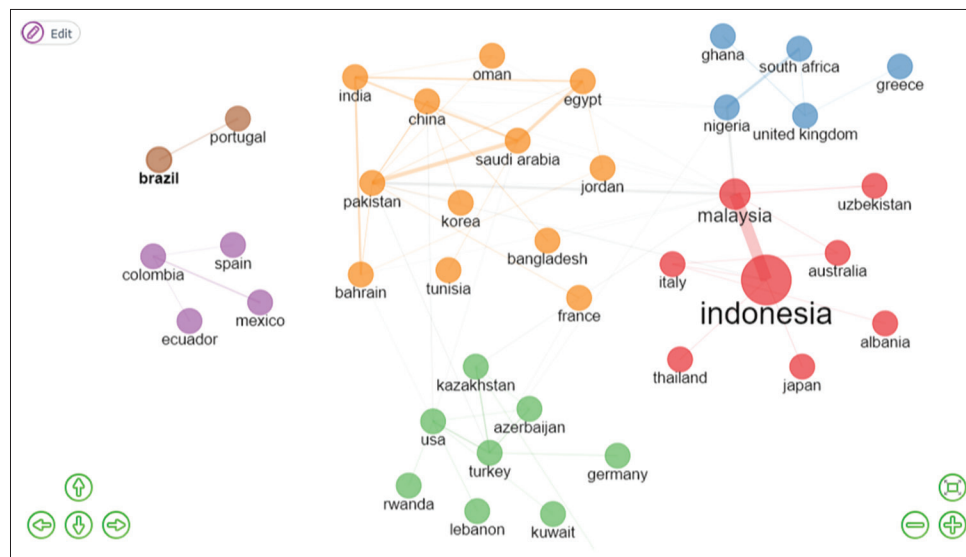 Edit
oman
ghana
south africa
india
egypt
greece
china
nigeria
united kingdom
portugal
saudi arabia
brazil
jordan
pakistan
uzbekistan
korea
malaysia
bangladesh
spain
colombia
australia
italy
bahrain
tunisia
indonesia
mexico
france
ecuador
albania
thailand
japan
kazakhstan
azerbaijan
usa
turkey
germany
rwanda
lebanon
kuwait